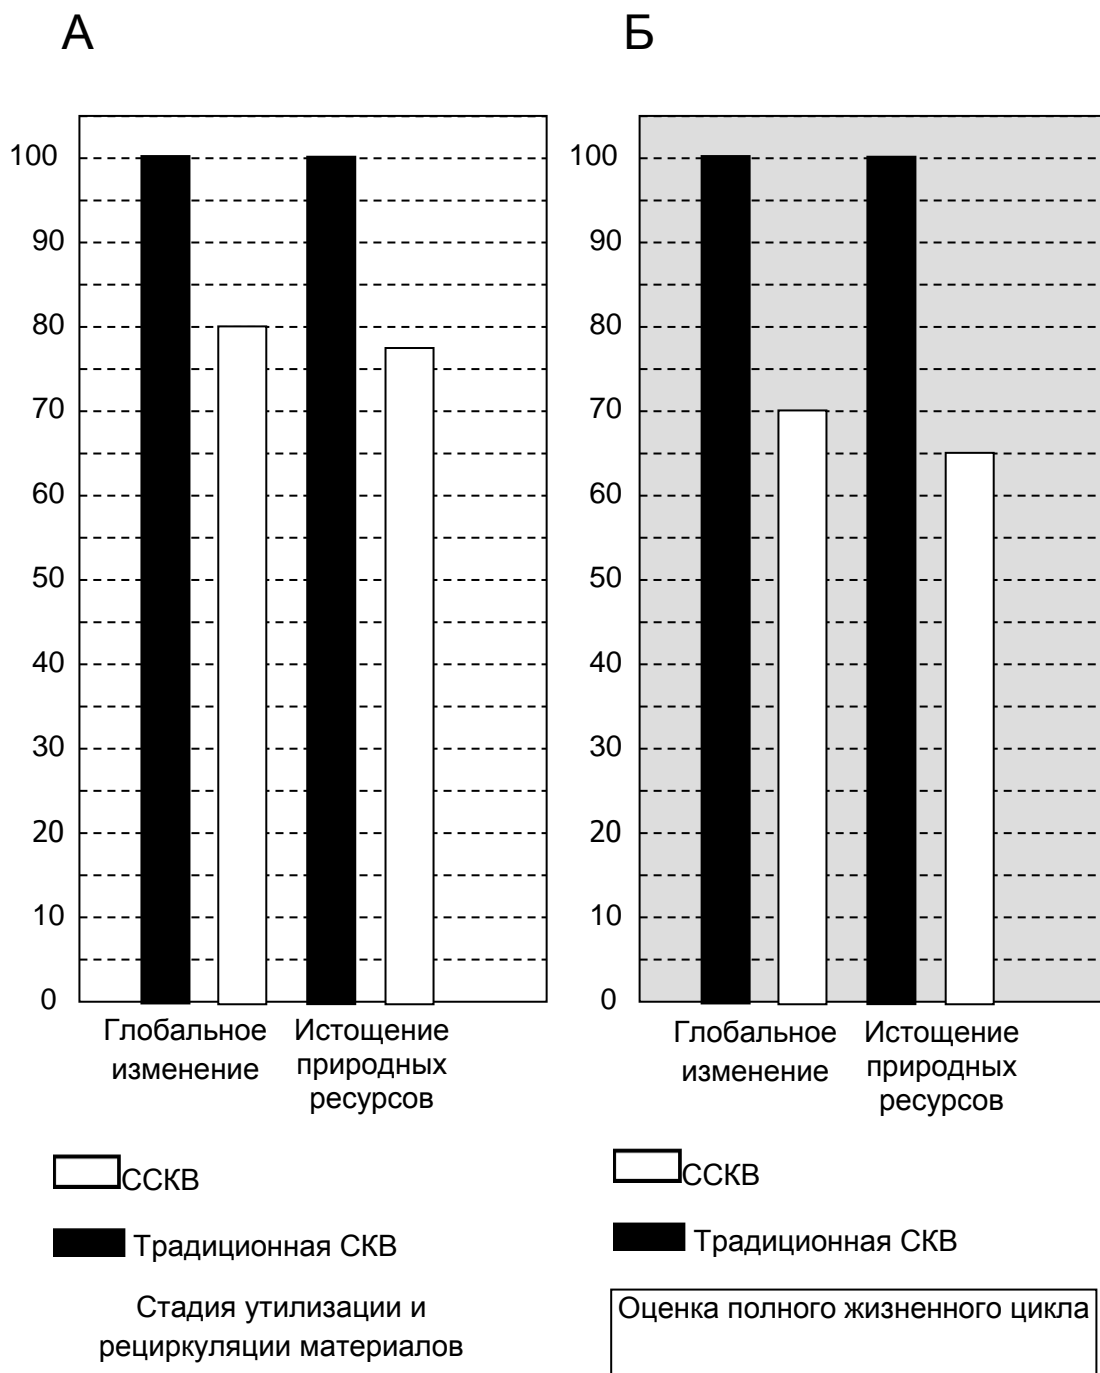 А
100
90
80
70
60
50
40
30
20
10
0
Глобальное
изменение
Истощение
природных
ресурсов
ССКВ
Традиционная СКВ
Стадия утилизации и
рециркуляции материалов
Б
100
90
80
70
60
50
40
30
20
10
0
Глобальное
изменение
Истощение
природных
ресурсов
ССКВ
Традиционная СКВ
Оценка полного жизненного цикла